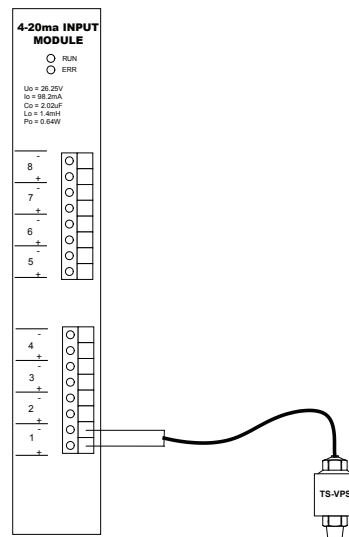 4-20ma INPUT
MODULE
RUN
ERR
Uo = 26.25V
Io = 98.2mA
Co = 2.02uF
Lo = 1.4mH
Po = 0.64W
-
8
+
-
7
+
-
6
+
-
5
+
-
4
+
-
3
+
-
2
+
-
1
+
TS-VPS